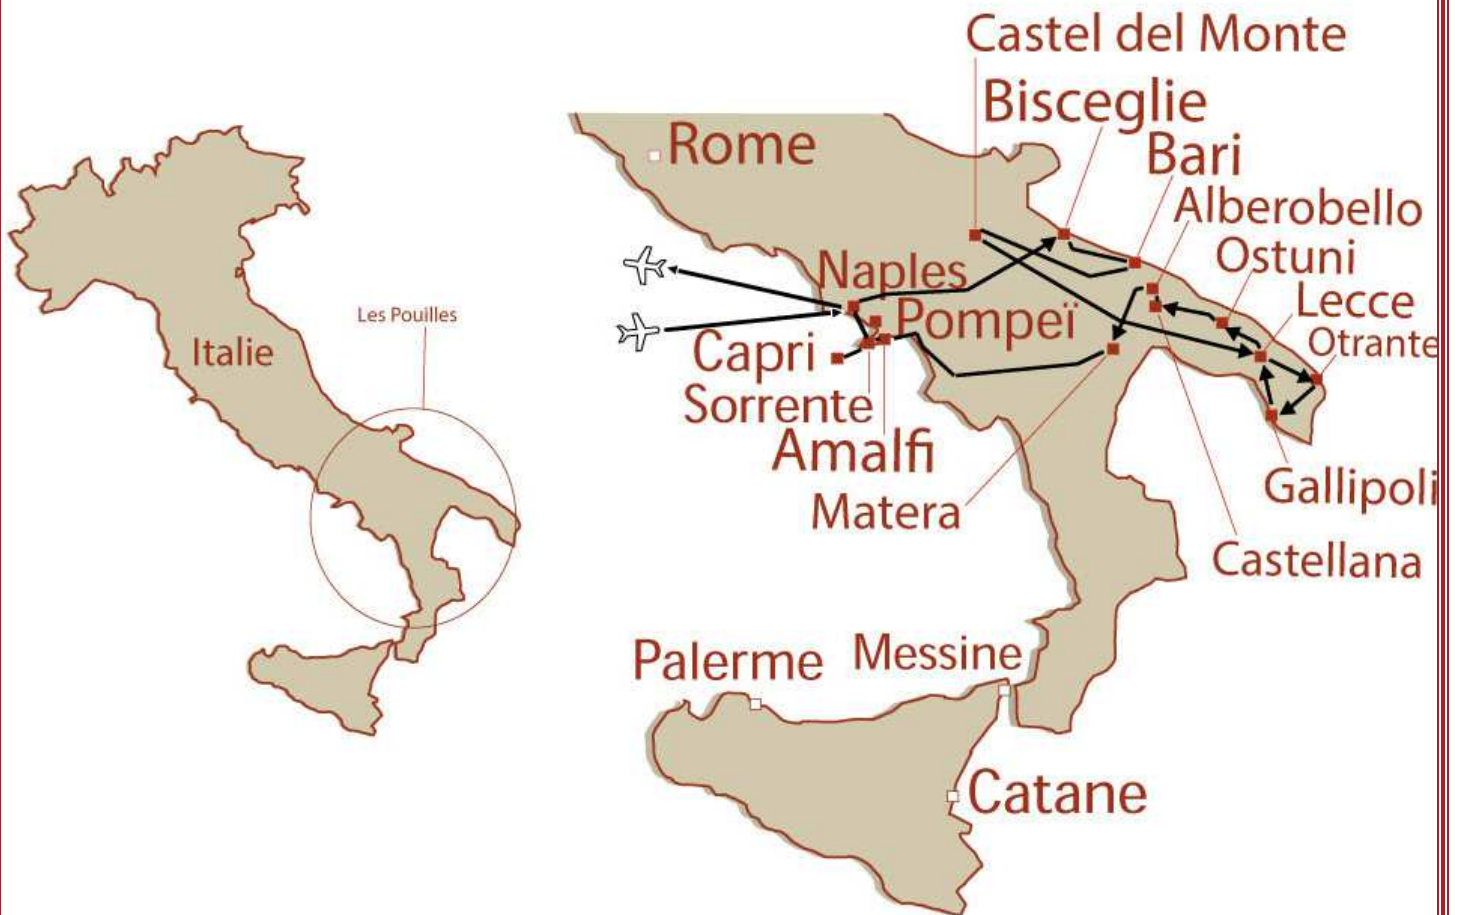 Castel del Monte
Bisceglie
Rome
Bari
Alberobello
Ostuni
Naples
Lecce
Les Pouilles
Pompeï
Otrante
Italie
Capri
Sorrente
Amalfi
Gallipoli
Matera
Castellana
Messine
Palerme
Catane